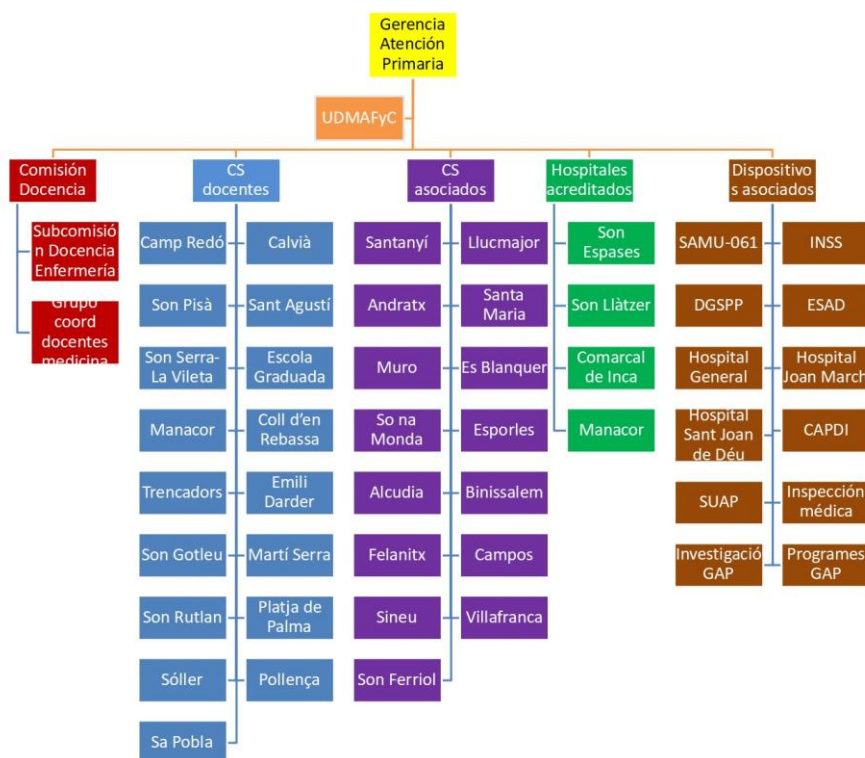 Gerencia
Atención
Primaria
UDMAFyC
Comisión
Docencia
CS
docentes
CS
asociados
Hospitales
acreditados
Dispositivo
s asociados
Subcomisió
n Docencia
Enfermería
Grupo
coord
docentes
medicina
Camp Redó
Calvià
Son Pisà
Sant Agustí
Son Serra-
La Vileta
Escola
Graduada
Manacor
Coll d'en
Rebassa
Trencadors
Emili
Darder
Son Gotleu
Martí Serra
Son Rutlan
Platja de
Palma
Sóller
Pollença
Sa Pobla
Santanyí
Llucmajor
Andratx
Santa
Maria
Muro
Es Blanquer
So na
Monda
Esporles
Alcudia
Binissalem
Felanitx
Campos
Sineu
Villafranca
Son Ferriol
Son
Espases
Son Llàtzer
Comarcal
de Inca
Manacor
SAMU-061
INSS
DGSPP
ESAD
Hospital
General
Hospital
Joan March
Hospital
Sant Joan
de Déu
CAPDI
SUAP
Inspección
médica
Investigació
GAP
Programes
GAP